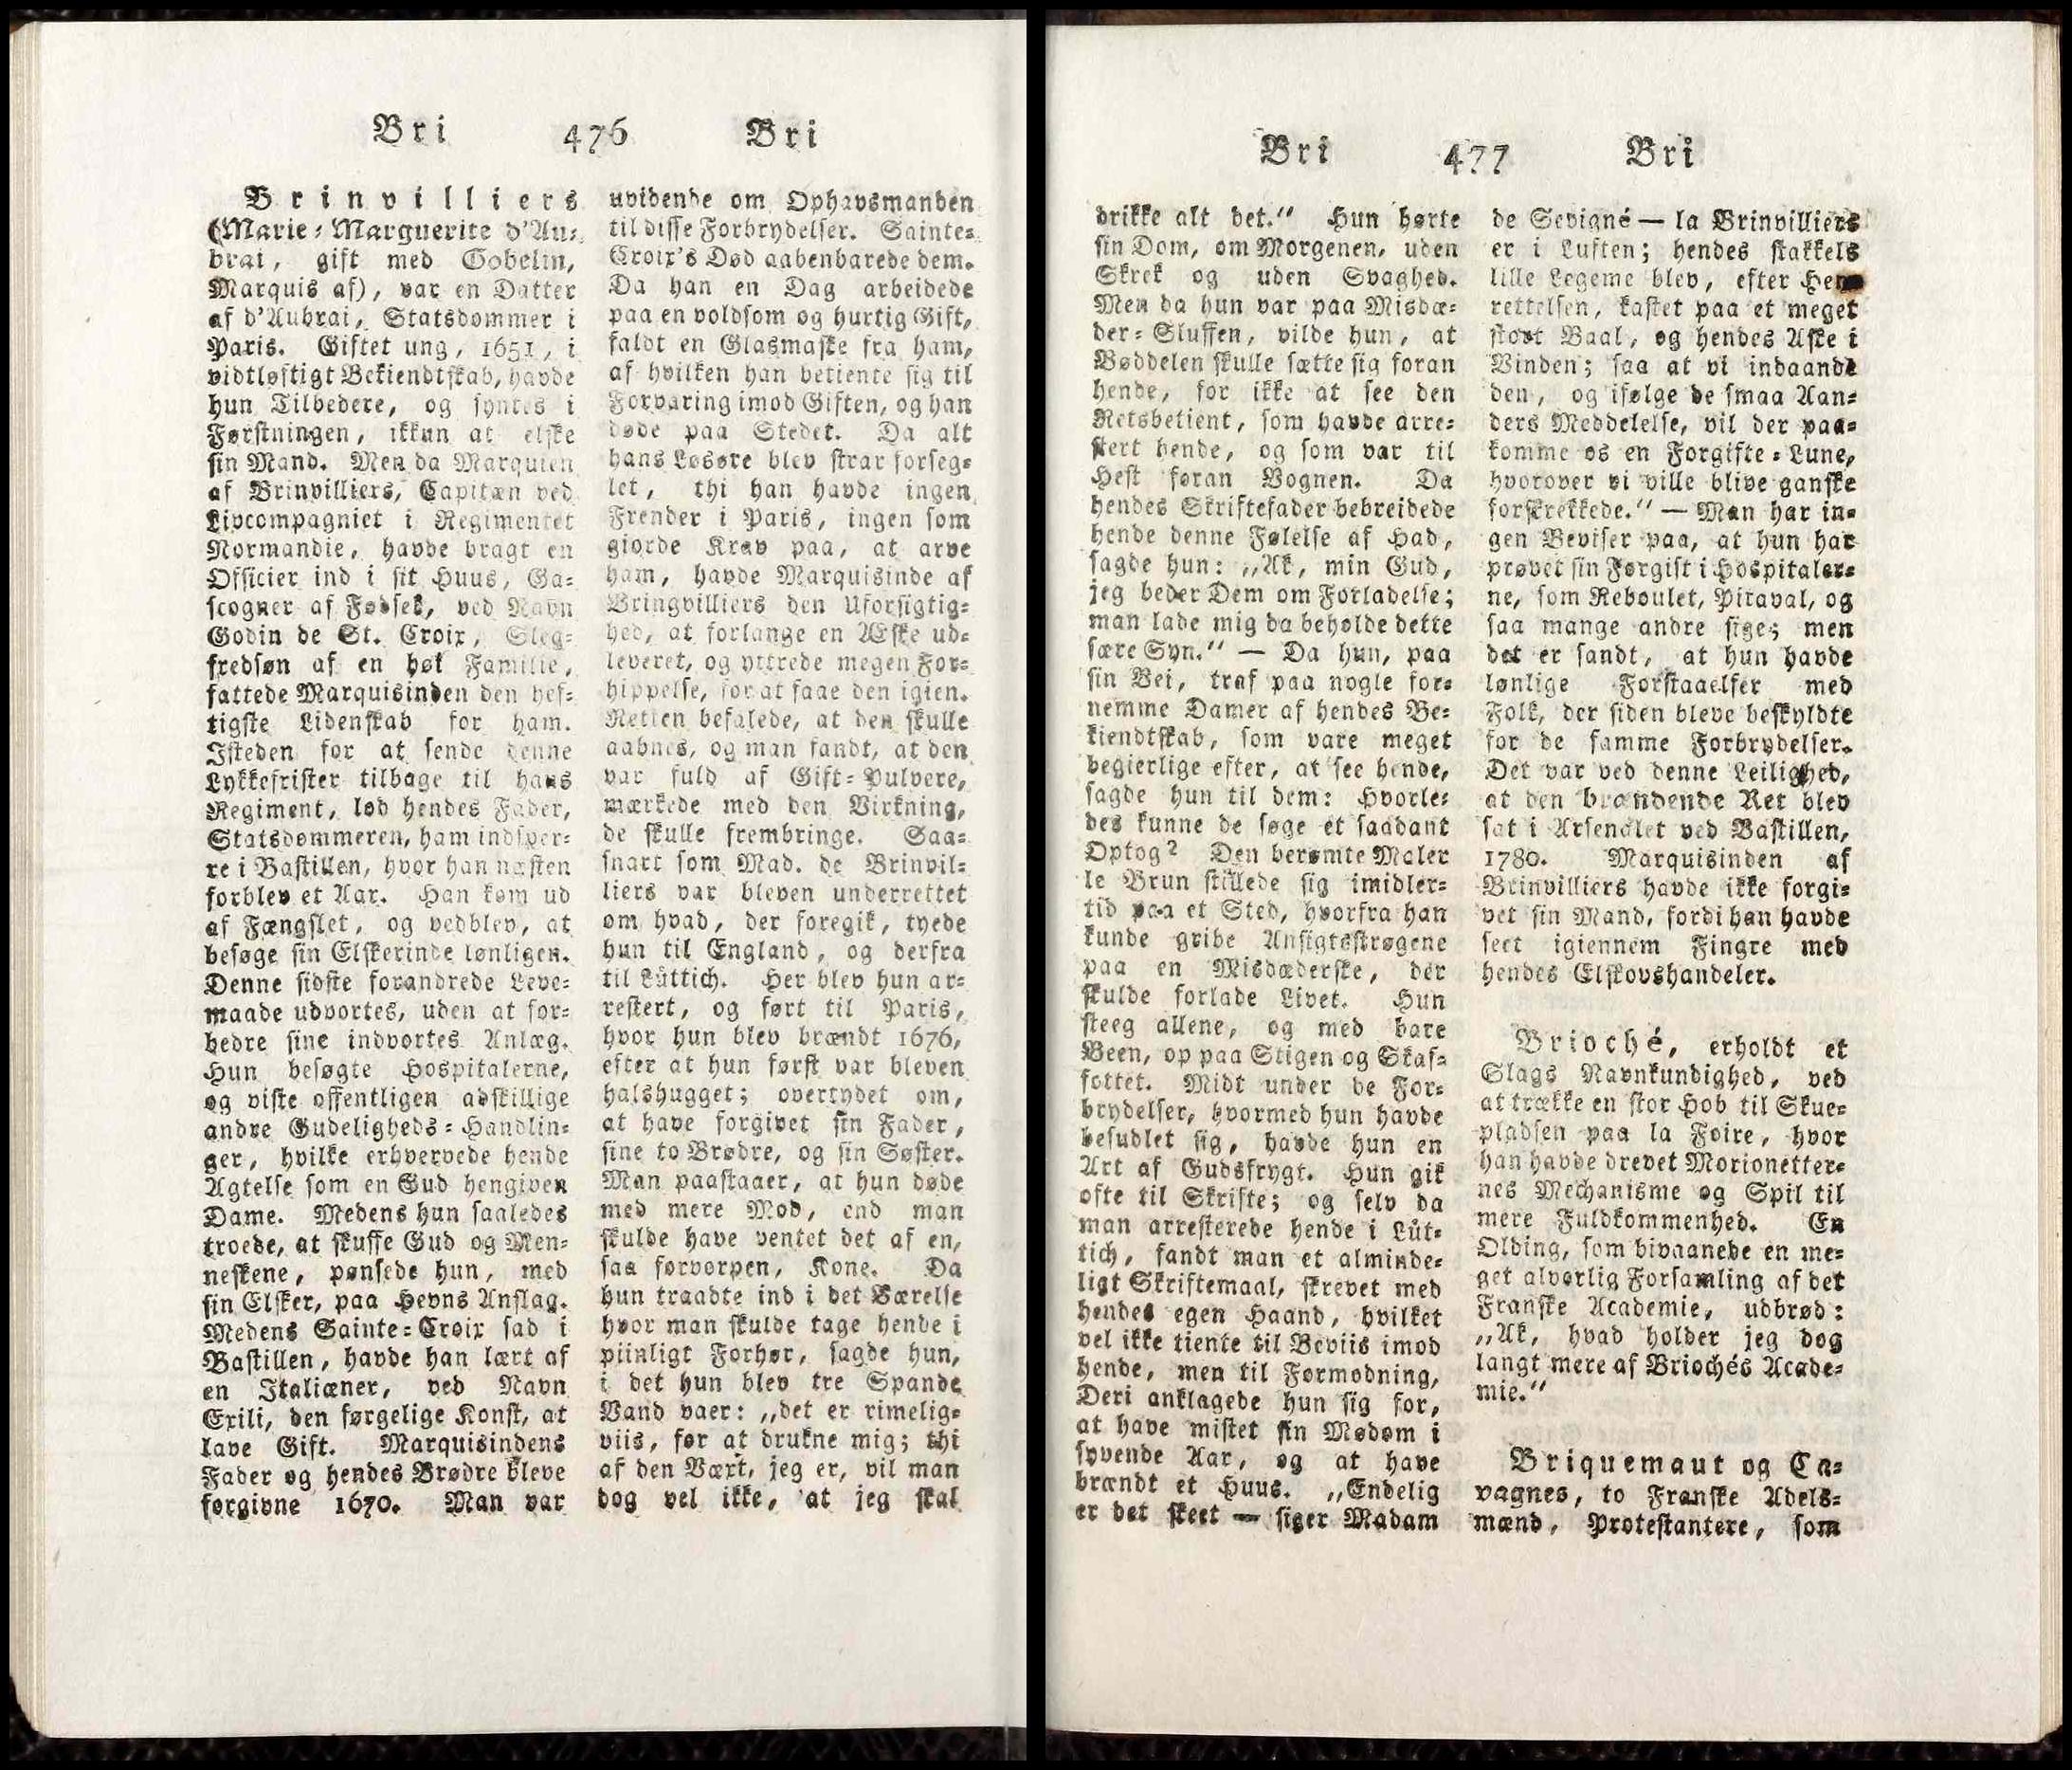 Bri 476 Bri
Brinvilliers
(Marie=Marguerite d'Au=
brai, gift med Gobelin,
Marquis af), var en Datter
af d'Aubrai, Statsdommer i
Paris. Giftet ung, 1651, i
vidtløftigt Bekiendtskab, havde
hun Tilbedere, og syntes i
Førstningen, ikkun at elske
sin Mand. Men da Marquien
af Brinvilliers, Capitæn ved
Livcompagniet i Regimentet
Normandie, havde bragt en
Officier ind i sit Huus, Ga=
scogner af Fødsel, ved Navn
Godin de St. Croix, Sleg=
fredsøn af en høi Familie,
fattede Marquisinden den hef=
tigste Lidenskab for ham.
Isteden for at sende denne
Lykkefrister tilbage til hans
Regiment, lod hendes Fader,
Statsdømmeren, ham indsper=
re i Bastillen, hvor han næsten
forblev et Aar. Han kom ud
af Fængslet, og vedblev, at
besøge sin Elskerinde lønligen.
Denne sidste forandrede Leve=
maade udvortes, uden at for=
bedre sine indvortes Anlæg.
Hun besøgte Hospitalerne,
og viste offentligen adskillige
andre Gudeligheds=Handlin=
ger, hvilke erhvervede hende
Agtelse som en Gud hengiven
Dame. Medens hun saaledes
troede, at skuffe Gud og Men=
neskene, pønsede hun, med
sin Elsker, paa Hevns Anslag.
Medens Sainte=Croix sad i
Bastillen, havde han lært af
en Italiæner, ved Navn
Exili, den sørgelige Konst, at
lave Gift. Marquisindens
Fader og hendes Brødre bleve
forgivne 1670. Man var
uvidende om Ophavsmanden
til disse Forbrydelser. Sainte=
Croix's Død aabenbarede dem.
Da han en Dag arbeidede
paa en voldsom og hurtig Gift,
faldt en Glasmaske fra ham,
af hvilken han betiente sig til
Forvaring imod Giften, og han
døde paa Stedet. Da alt
hans Løsøre blev strax forseg=
let, thi han havde ingen
Frender i Paris, ingen som
giorde Krav paa, at arve
ham, havde Marquisinde af
Bringvilliers den Uforsigtig=
hed, at forlange en Æske ud=
leveret, og yttrede megen For=
hippelse, for at faae den igien.
Retten befalede, at den skulle
aabnes, og man fandt, at den
var fuld af Gift=Pulvere,
mærkede med den Virkning,
de skulle frembringe. Saa=
snart som Mad. de Brinvil=
liers var bleven underrettet
om hvad, der foregik, tyede
hun til England, og derfra
til Lüttich. Her blev hun ar=
restert, og ført til Paris,
hvor hun blev brændt 1676,
efter at hun først var bleven
halshugget; overtydet om,
at have forgivet sin Fader,
sine to Brødre, og sin Søster.
Man paastaaer, at hun døde
med mere Mod, end man
skulde have ventet det af en,
saa forvorpen, Kone. Da
hun traadte ind i det Værelse
hvor man skulde tage hende i
piinligt Forhør, sagde hun,
i det hun blev tre Spande
Vand vaer: „det er rimelig=
viis, for at drukne mig; thi
af den Vært, jeg er, vil man
dog vel ikke, at jeg skal
Bri 477 Bri
drikke alt det.“ Hun hørte
sin Dom, om Morgenen, uden
Skrek og uden Svaghed.
Men da hun var paa Misdæ=
der=Sluffen, vilde hun, at
Bøddelen skulle sætte sig foran
hende, for ikke at see den
Retsbetient, som havde arre=
stert hende, og som var til
Hest foran Vognen. Da
hendes Skriftefader bebreidede
hende denne Følelse af Had,
sagde hun: „Ak, min Gud,
jeg beder Dem om Forladelse;
man lade mig da beholde dette
sære Syn.“ — Da hun, paa
sin Vei, traf paa nogle for=
nemme Damer af hendes Be=
kiendtskab, som vare meget
begierlige efter, at see hende,
sagde hun til dem: Hvorle=
des kunne de søge et saadant
Optog? Den berømte Maler
le Brun stillede sig imidler=
tid paa et Sted, hvorfra han
kunde gribe Ansigtsstrøgene
paa en Misdæderske, der
skulde forlade Livet. Hun
steeg allene, og med bare
Been, op paa Stigen og Skaf=
fottet. Midt under de For=
brydelser, hvormed hun havde
besudlet sig, havde hun en
Art af Gudsfrygt. Hun gik
ofte til Skrifte; og selv da
man arresterede hende i Lüt=
tich, fandt man et alminde=
ligt Skriftemaal, skrevet med
hendes egen Haand, hvilket
vel ikke tiente til Beviis imod
hende, men til Formodning,
Deri anklagede hun sig for,
at have mistet sin Mødom i
syvende Aar, og at have
brændt et Huus. „Endelig
er det skeet — siger Madam
de Sevigné — la Brinvilliers
er i Luften; hendes stakkels
lille Legeme blev, efter Hen=
rettelsen, kastet paa et meget
stort Baal, og hendes Aske i
Vinden; saa at vi indaande
den, og ifølge de smaa Aan=
ders Meddelelse, vil der paa=
komme os en Forgifte=Lune,
hvorover vi ville blive ganske
forskrekkede.“ — Man har in=
gen Beviser paa, at hun har
prøvet sin Forgift i Hospitaler=
ne, som Reboulet, Pitaval, og
saa mange andre sige; men
det er sandt, at hun havde
lønlige Forstaaelser med
Folk, der siden bleve beskyldte
for de samme Forbrydelser.
Det var ved denne Leilighed,
at den brændende Ret blev
sat i Arsenalet ved Bastillen,
1780. Marquisinden af
Brinvilliers havde ikke forgi=
vet sin Mand, fordi han havde
seet igiennem Fingre med
hendes Elskovshandeler.
Brioché, erholdt et
Slags Navnkundighed, ved
at trække en stor Hob til Skue=
pladsen paa la Foire, hvor
han havde drevet Morionetter=
nes Mechanisme og Spil til
mere Fuldkommenhed. En
Olding, som bivaanede en me=
get alvorlig Forsamling af det
Franske Academie, udbrød:
„Ak, hvad holder jeg dog
langt mere af Briochés Acade=
mie.“
Briquemaut og Ca=
vagnes, to Franske Adels=
mænd, Protestantere, som